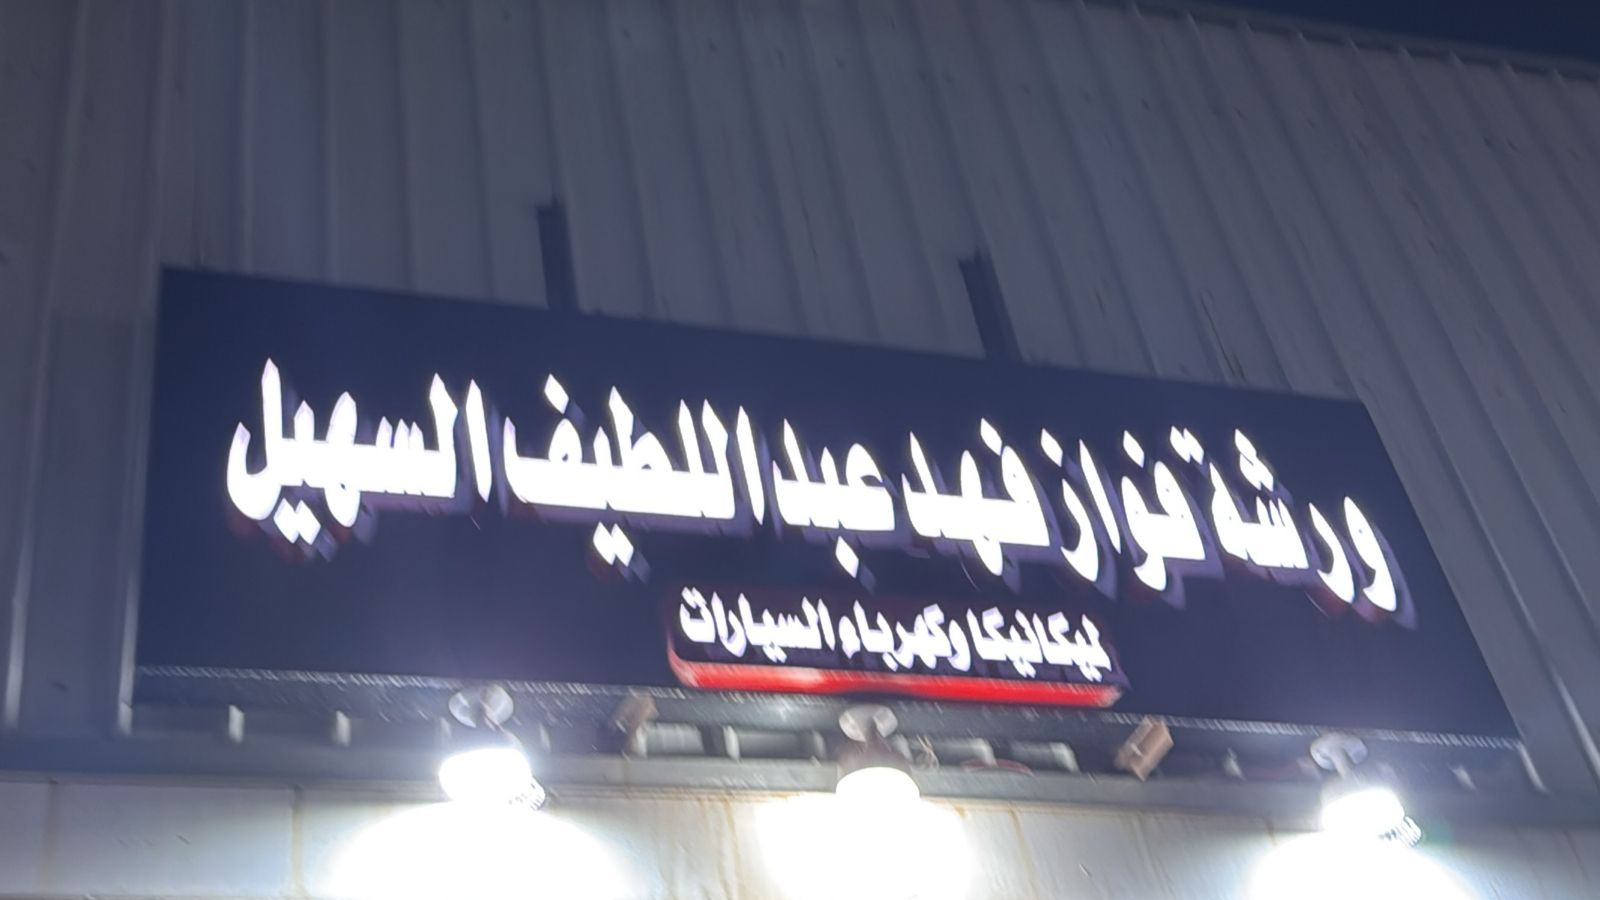 ورشة فواز فهد عبد اللطيف السهيل
ميكانيكا وكهرباء السيارات